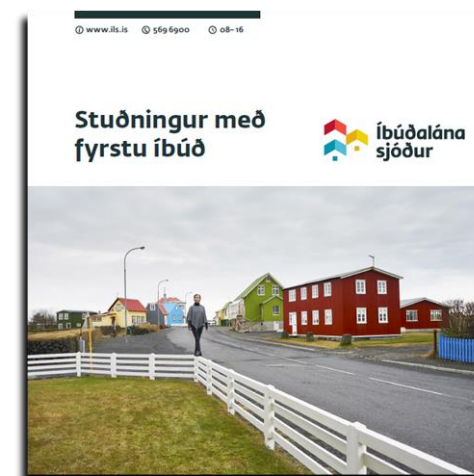 www.ils.is 569 6900 08–16
Stuðningur með
fyrstu íbúð
Íbúðalána
sjóður